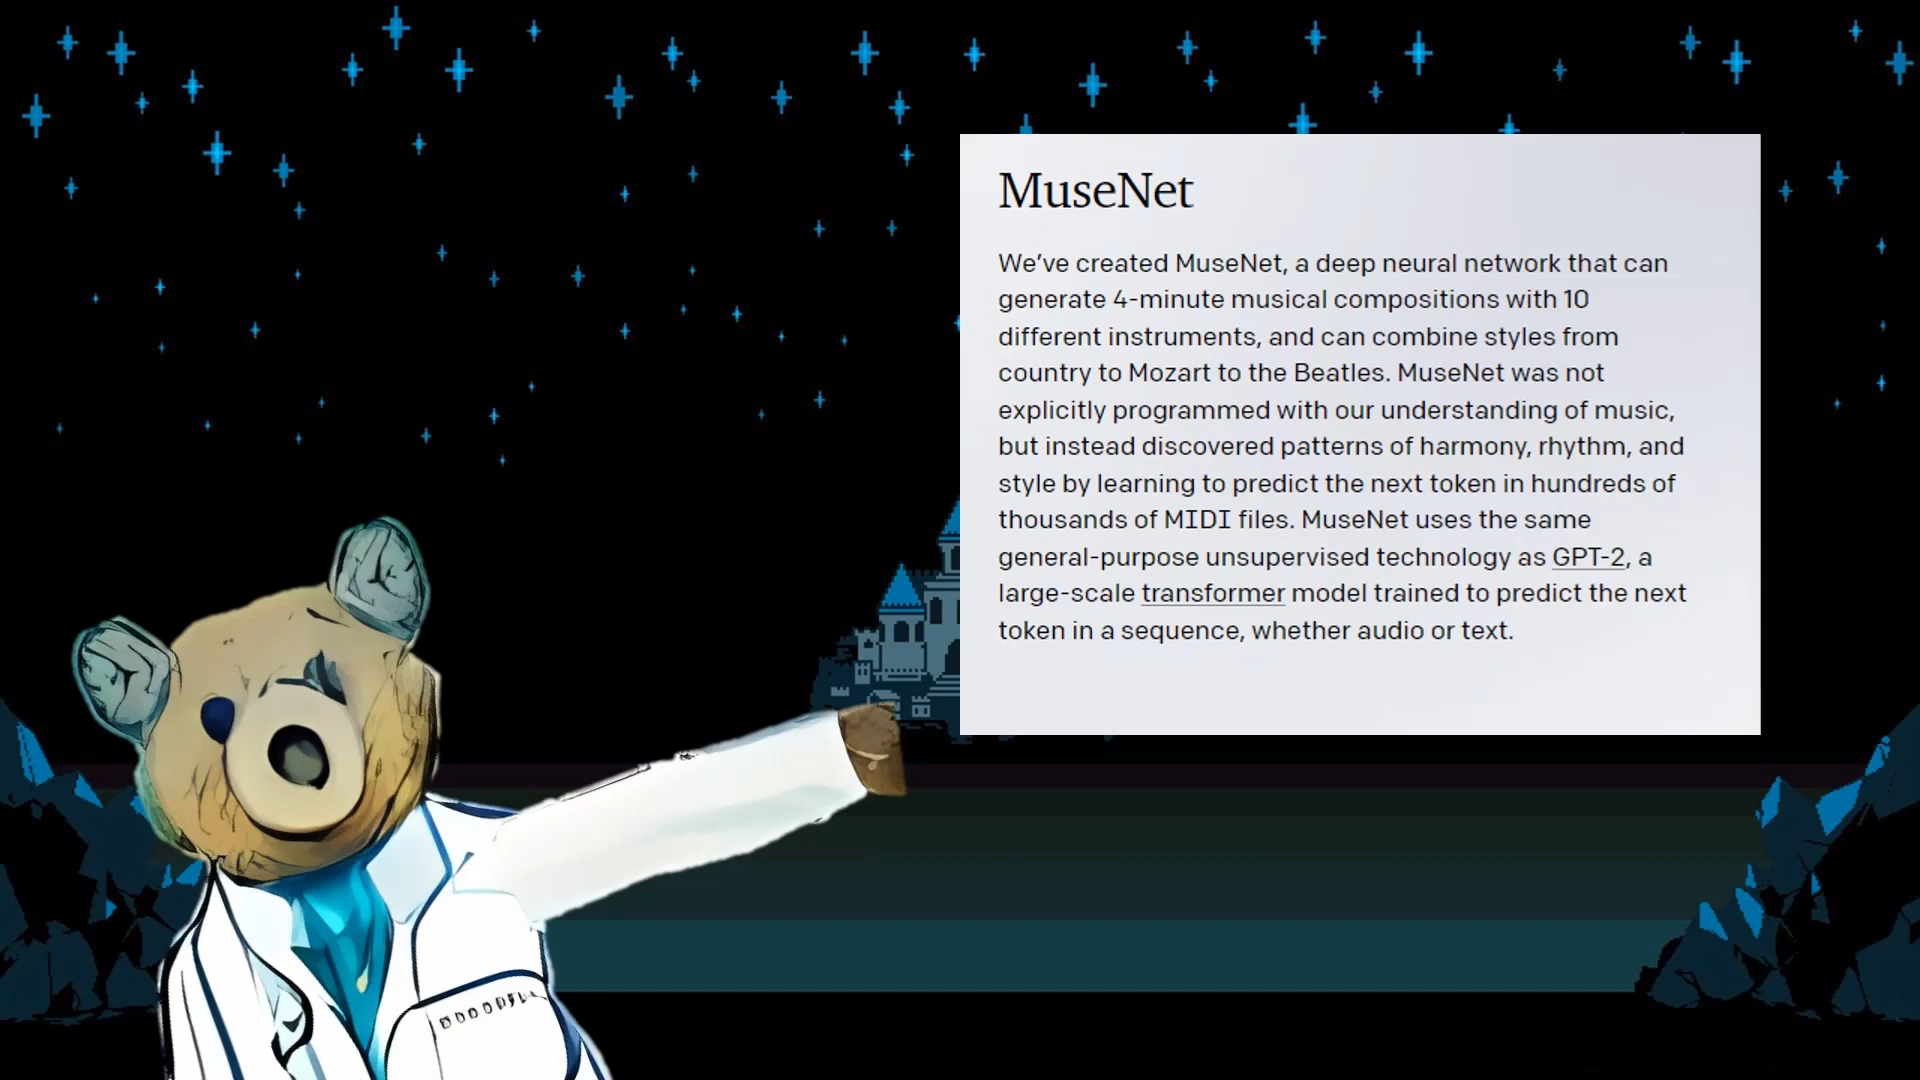 MuseNet
We’ve created MuseNet, a deep neural network that can
generate 4-minute musical compositions with 10
different instruments, and can combine styles from
country to Mozart to the Beatles. MuseNet was not
explicitly programmed with our understanding of music,
but instead discovered patterns of harmony, rhythm, and
style by learning to predict the next token in hundreds of
thousands of MIDI files. MuseNet uses the same
general-purpose unsupervised technology as GPT-2, a
large-scale transformer model trained to predict the next
token in a sequence, whether audio or text.